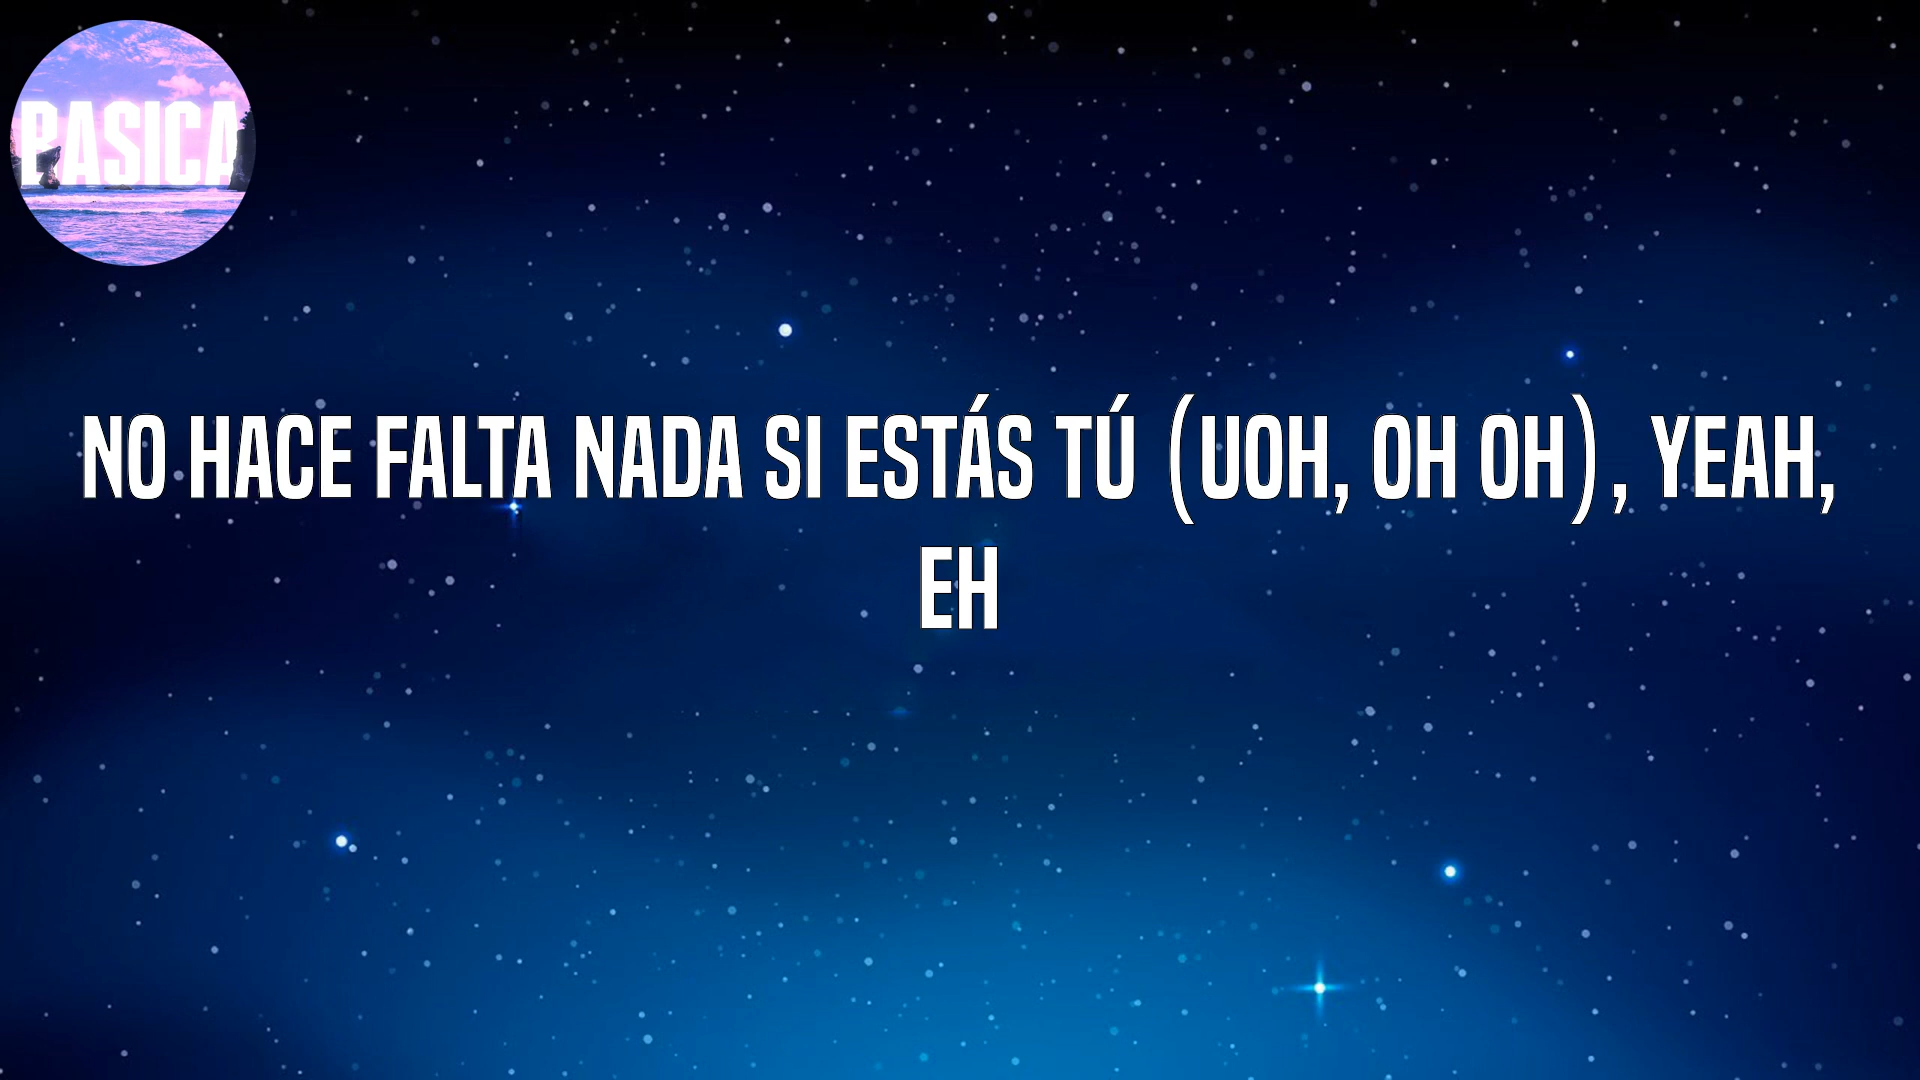 BASICA
NO HACE FALTA NADA SI ESTÁS TÚ (UOH, OH OH), YEAH,
EH